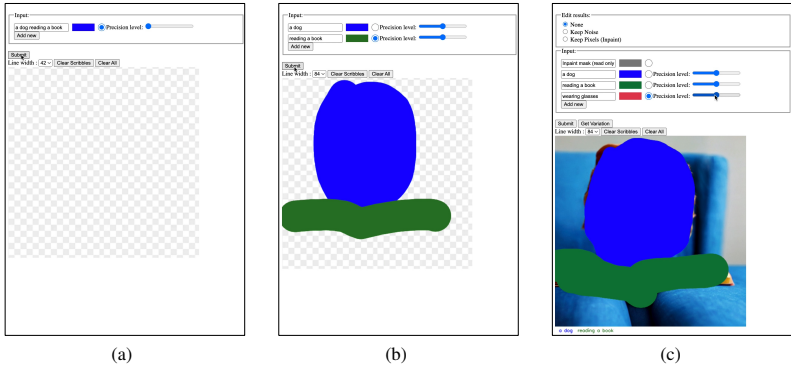 Input:
a dog reading a book Precision level:
Add new
Submit
Line width : 42 Clear Scribbles Clear All
(a)
Input:
a dog Precision level:
reading a book Precision level:
Add new
Submit
Line width : 84 Clear Scribbles Clear All
(b)
Edit results:
None
Keep Noise
Keep Pixels (Inpaint)
Input:
Inpaint mask (read only
a dog Precision level:
reading a book Precision level:
wearing glasses Precision level:
Add new
Submit Get Variation
Line width : 84 Clear Scribbles Clear All
a dog reading a book
(c)